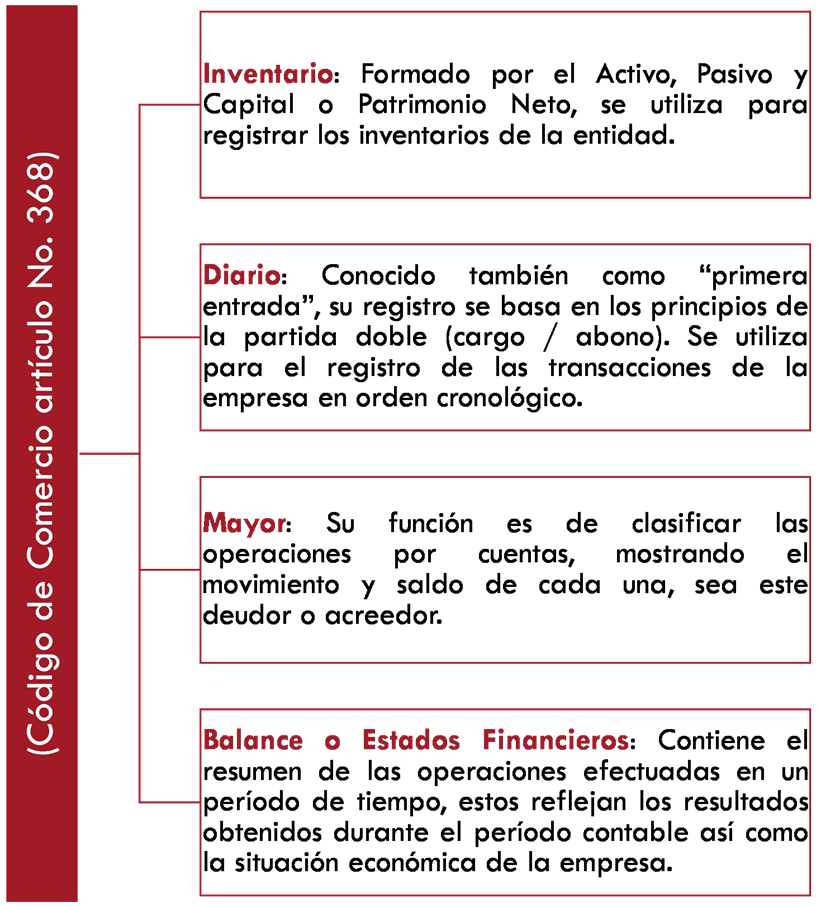 (Código de Comercio artículo No. 368)
Inventario: Formado por el Activo, Pasivo y
Capital o Patrimonio Neto, se utiliza para
registrar los inventarios de la entidad.
Diario: Conocido también como “primera
entrada”, su registro se basa en los principios de
la partida doble (cargo / abono). Se utiliza
para el registro de las transacciones de la
empresa en orden cronológico.
Mayor: Su función es de clasificar las
operaciones por cuentas, mostrando el
movimiento y saldo de cada una, sea este
deudor o acreedor.
Balance o Estados Financieros: Contiene el
resumen de las operaciones efectuadas en un
período de tiempo, estos reflejan los resultados
obtenidos durante el período contable así como
la situación económica de la empresa.